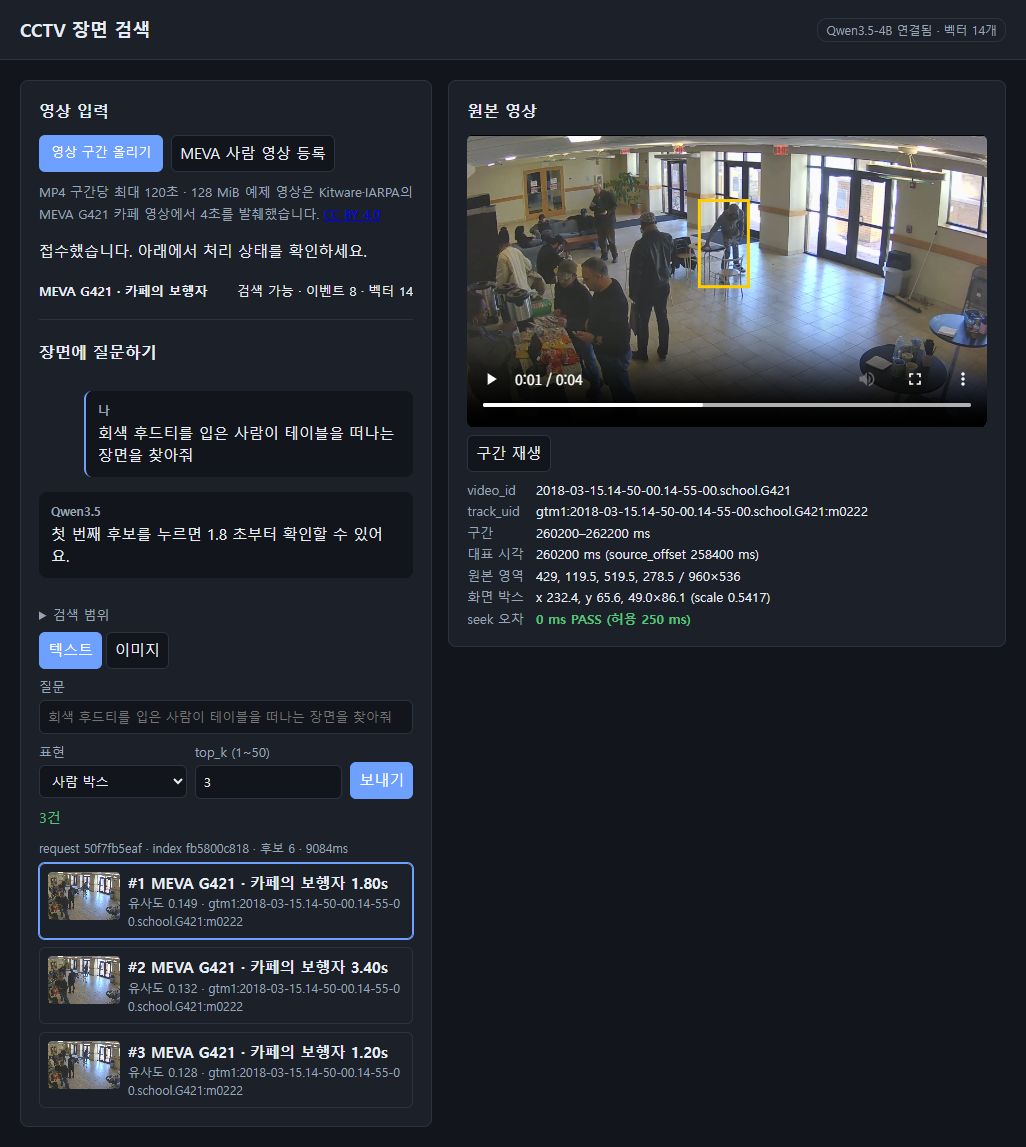 CCTV 장면 검색
Qwen3.5-4B 연결됨 · 벡터 14개
영상 입력
영상 구간 올리기
MEVA 사람 영상 등록
MP4 구간당 최대 120초 · 128 MiB 예제 영상은 Kitware·IARPA의
MEVA G421 카페 영상에서 4초를 발췌했습니다. CC BY 4.0
접수했습니다. 아래에서 처리 상태를 확인하세요.
MEVA G421 · 카페의 보행자
검색 가능 · 이벤트 8 · 벡터 14
장면에 질문하기
나
회색 후드티를 입은 사람이 테이블을 떠나는
장면을 찾아줘
Qwen3.5
첫 번째 후보를 누르면 1.8 초부터 확인할 수 있어
요.
▶ 검색 범위
텍스트
이미지
질문
회색 후드티를 입은 사람이 테이블을 떠나는 장면을 찾아줘
표현
top_k (1~50)
사람 박스
3
보내기
3건
request 50f7fb5eaf · index fb5800c818 · 후보 6 · 9084ms
#1 MEVA G421 · 카페의 보행자 1.80s
유사도 0.149 · gtm1:2018-03-15.14-50-00.14-55-0
0.school.G421:m0222
#2 MEVA G421 · 카페의 보행자 3.40s
유사도 0.132 · gtm1:2018-03-15.14-50-00.14-55-0
0.school.G421:m0222
#3 MEVA G421 · 카페의 보행자 1.20s
유사도 0.128 · gtm1:2018-03-15.14-50-00.14-55-0
0.school.G421:m0222
원본 영상
0:01 / 0:04
구간 재생
video_id 2018-03-15.14-50-00.14-55-00.school.G421
track_uid gtm1:2018-03-15.14-50-00.14-55-00.school.G421:m0222
구간 260200–262200 ms
대표 시각 260200 ms (source_offset 258400 ms)
원본 영역 429, 119.5, 519.5, 278.5 / 960×536
화면 박스 x 232.4, y 65.6, 49.0×86.1 (scale 0.5417)
seek 오차 0 ms PASS (허용 250 ms)